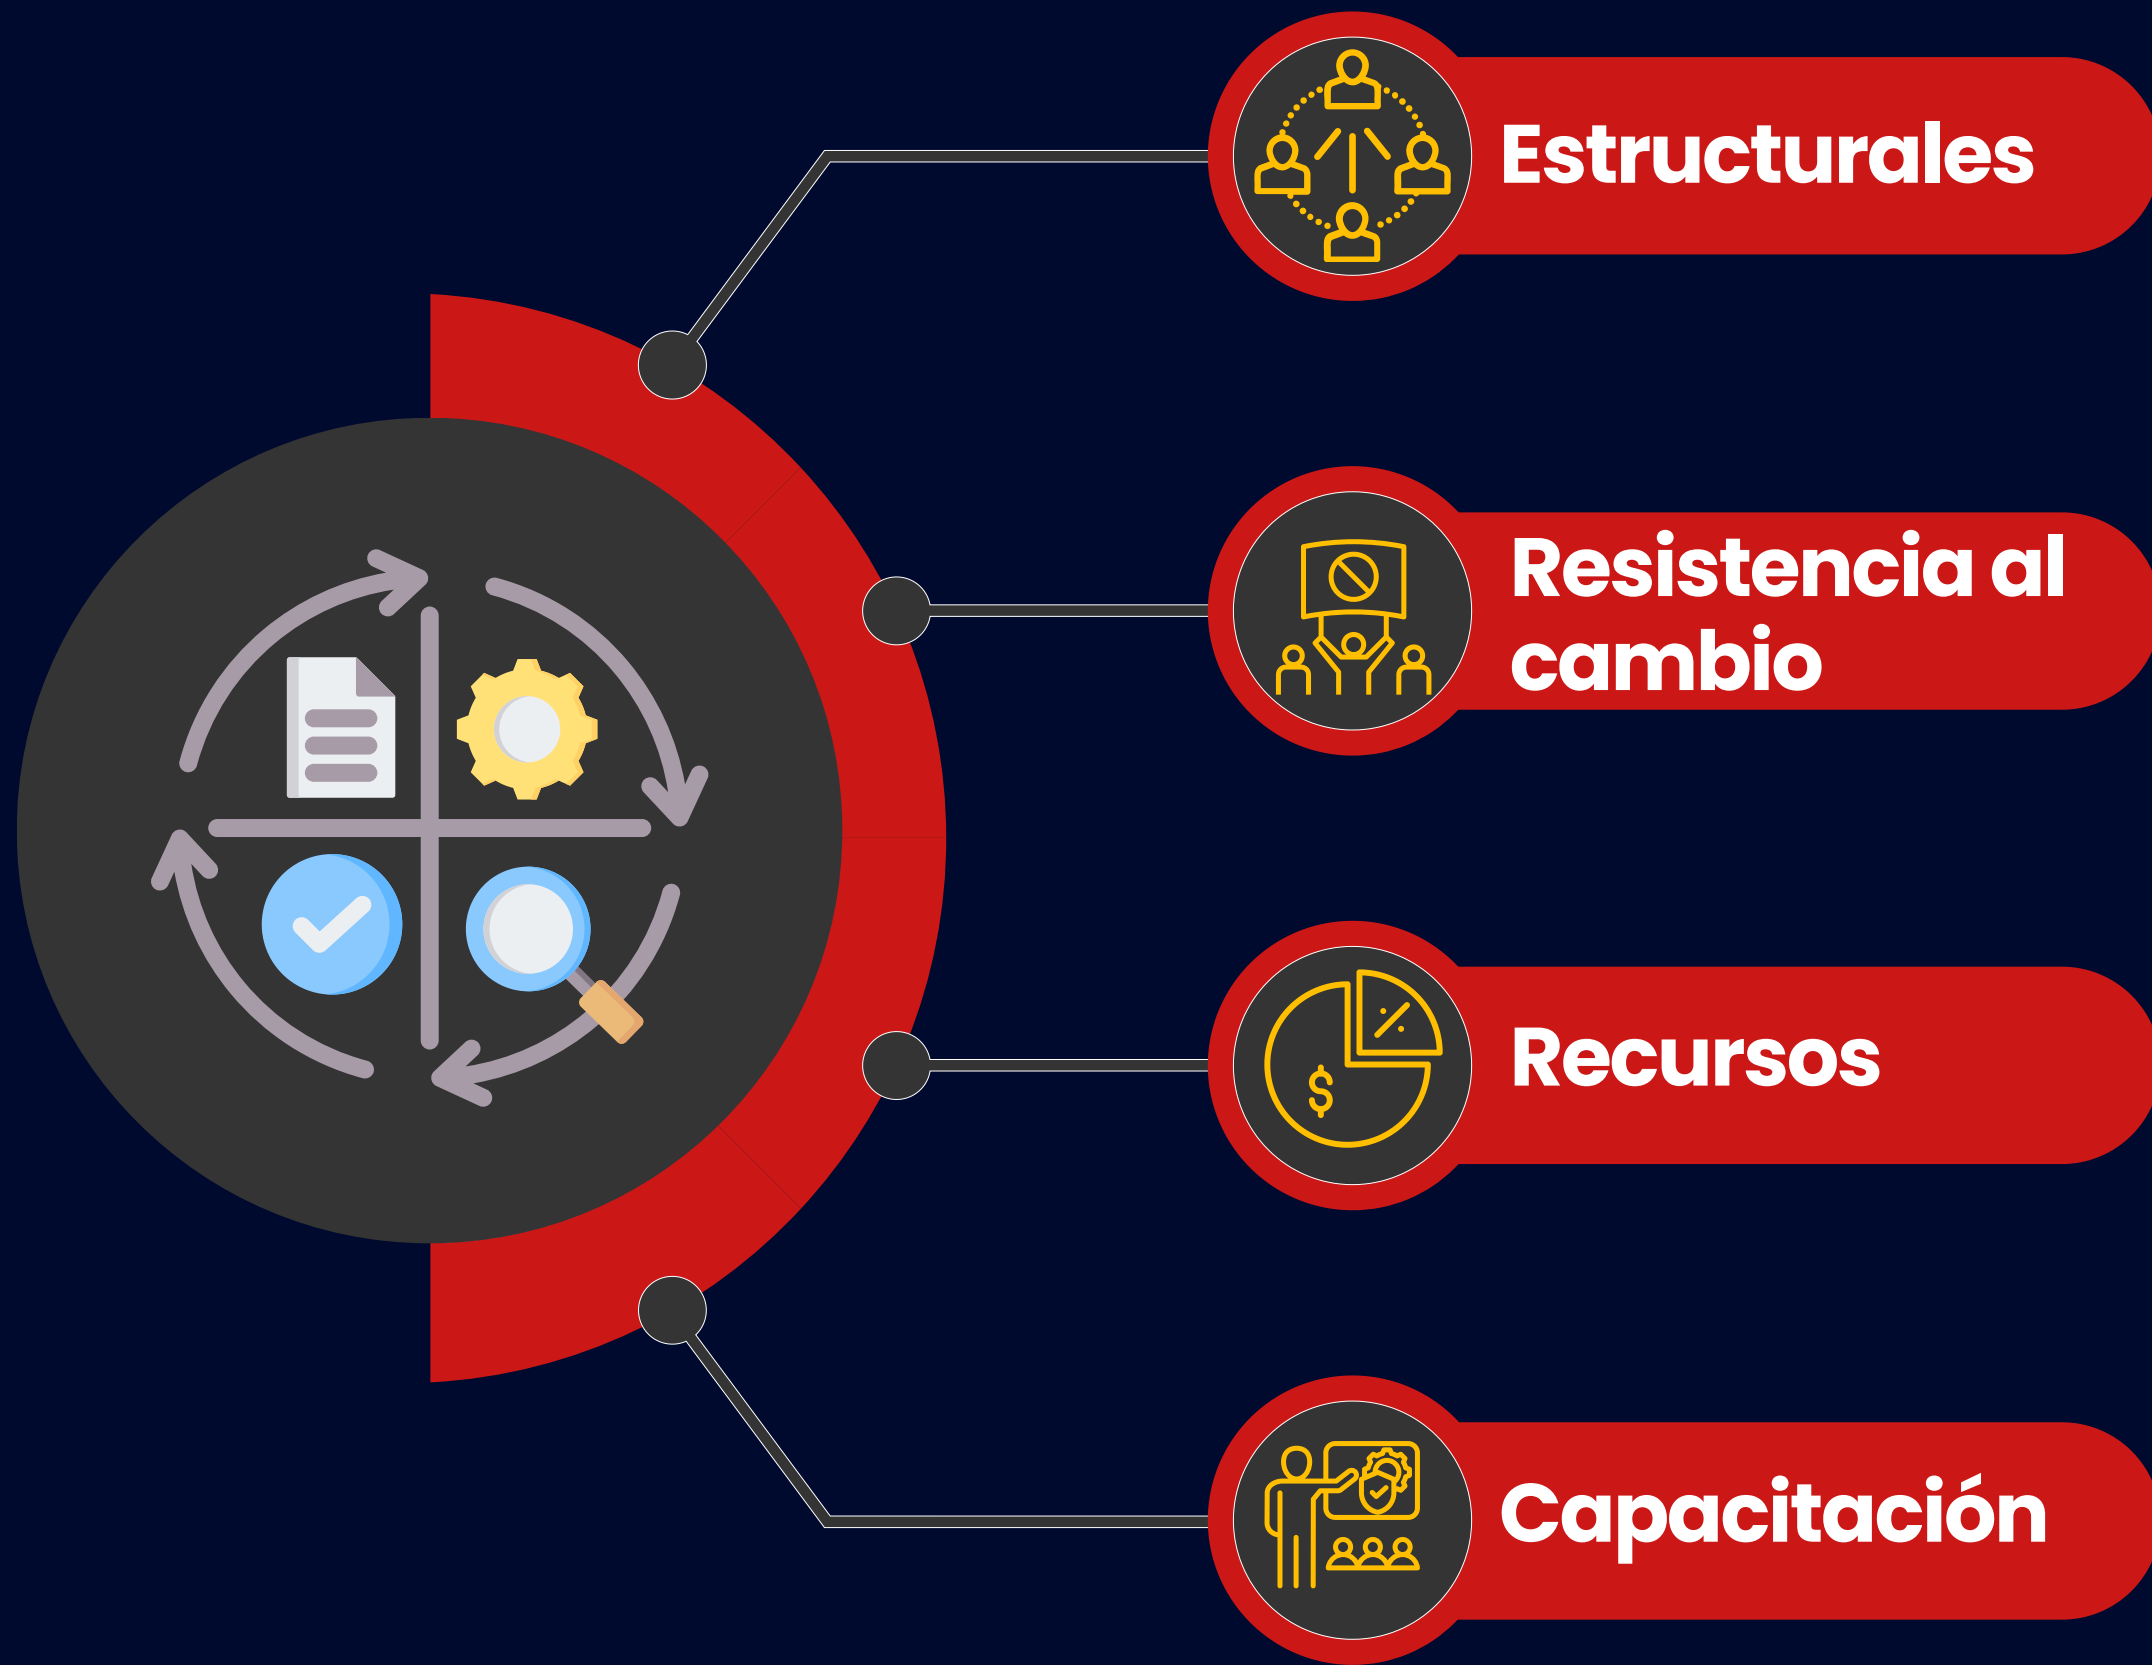 Estructurales
Resistencia al
cambio
$
Recursos
Capacitación